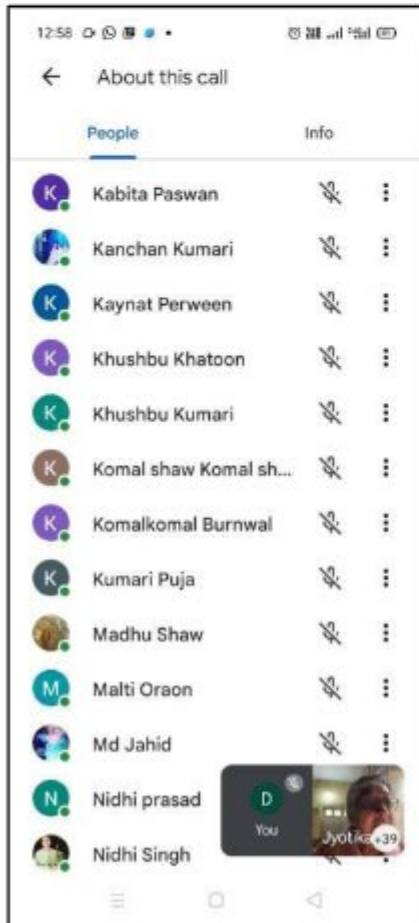 12:58
About this call
People Info
K Kabita Paswan
Kanchan Kumari
K Kaynat Perween
K Khushbu Khatoon
K Khushbu Kumari
K Komal shaw Komal sh...
K Komalkomal Burnwal
K Kumari Puja
Madhu Shaw
M Malti Oraon
Md Jahid
N Nidhi prasad
D
You
Jyotika +39
Nidhi Singh